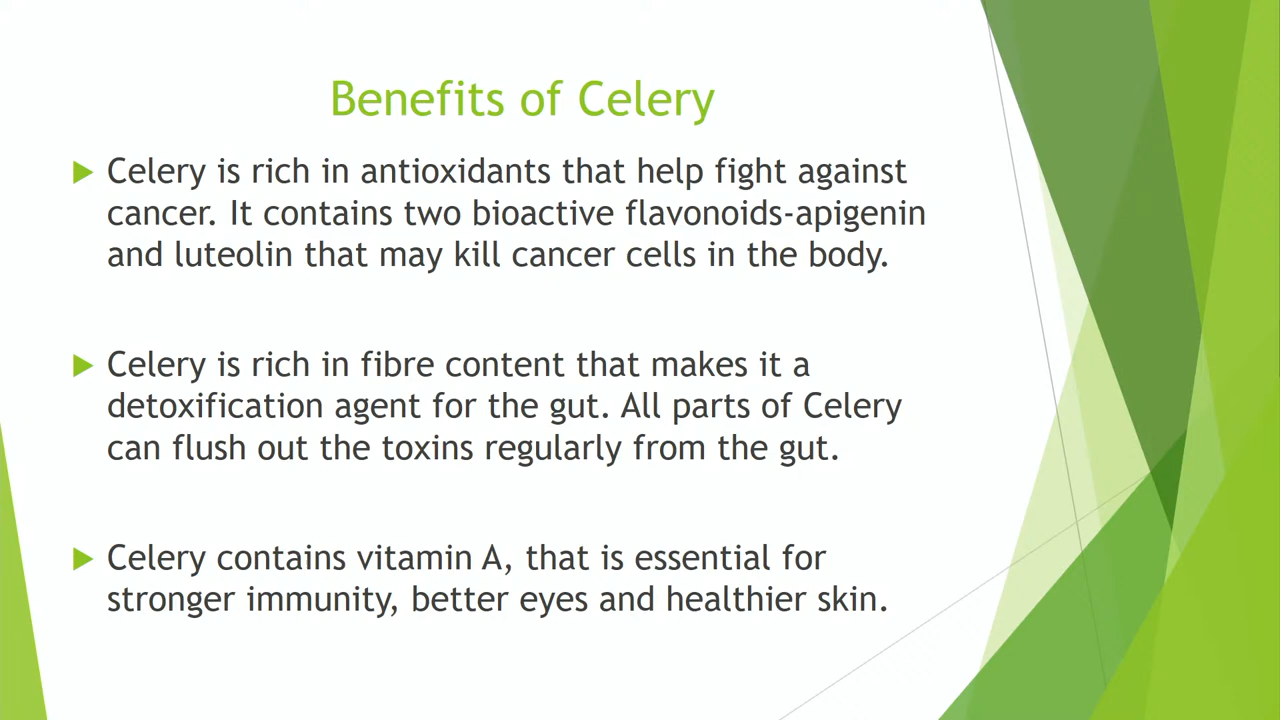 Benefits of Celery
Celery is rich in antioxidants that help fight against
cancer. It contains two bioactive flavonoids-apigenin
and luteolin that may kill cancer cells in the body.
Celery is rich in fibre content that makes it a
detoxification agent for the gut. All parts of Celery
can flush out the toxins regularly from the gut.
Celery contains vitamin A, that is essential for
stronger immunity, better eyes and healthier skin.